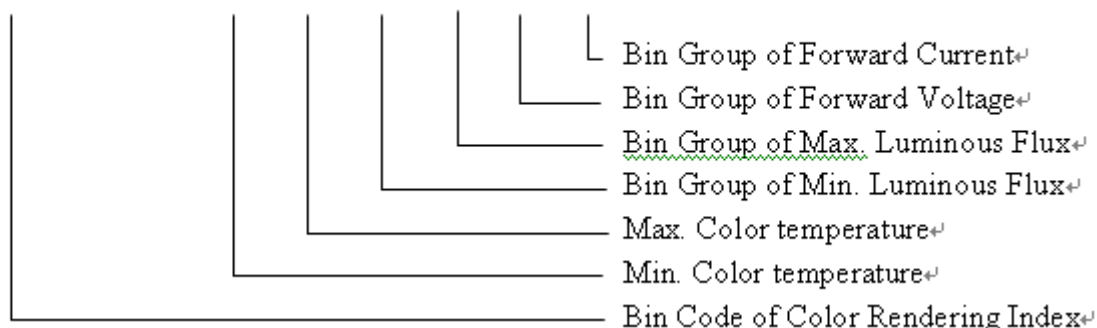 Bin Group of Forward Current↵
Bin Group of Forward Voltage↵
Bin Group of Max. Luminous Flux↵
Bin Group of Min. Luminous Flux↵
Max. Color temperature↵
Min. Color temperature↵
Bin Code of Color Rendering Index↵